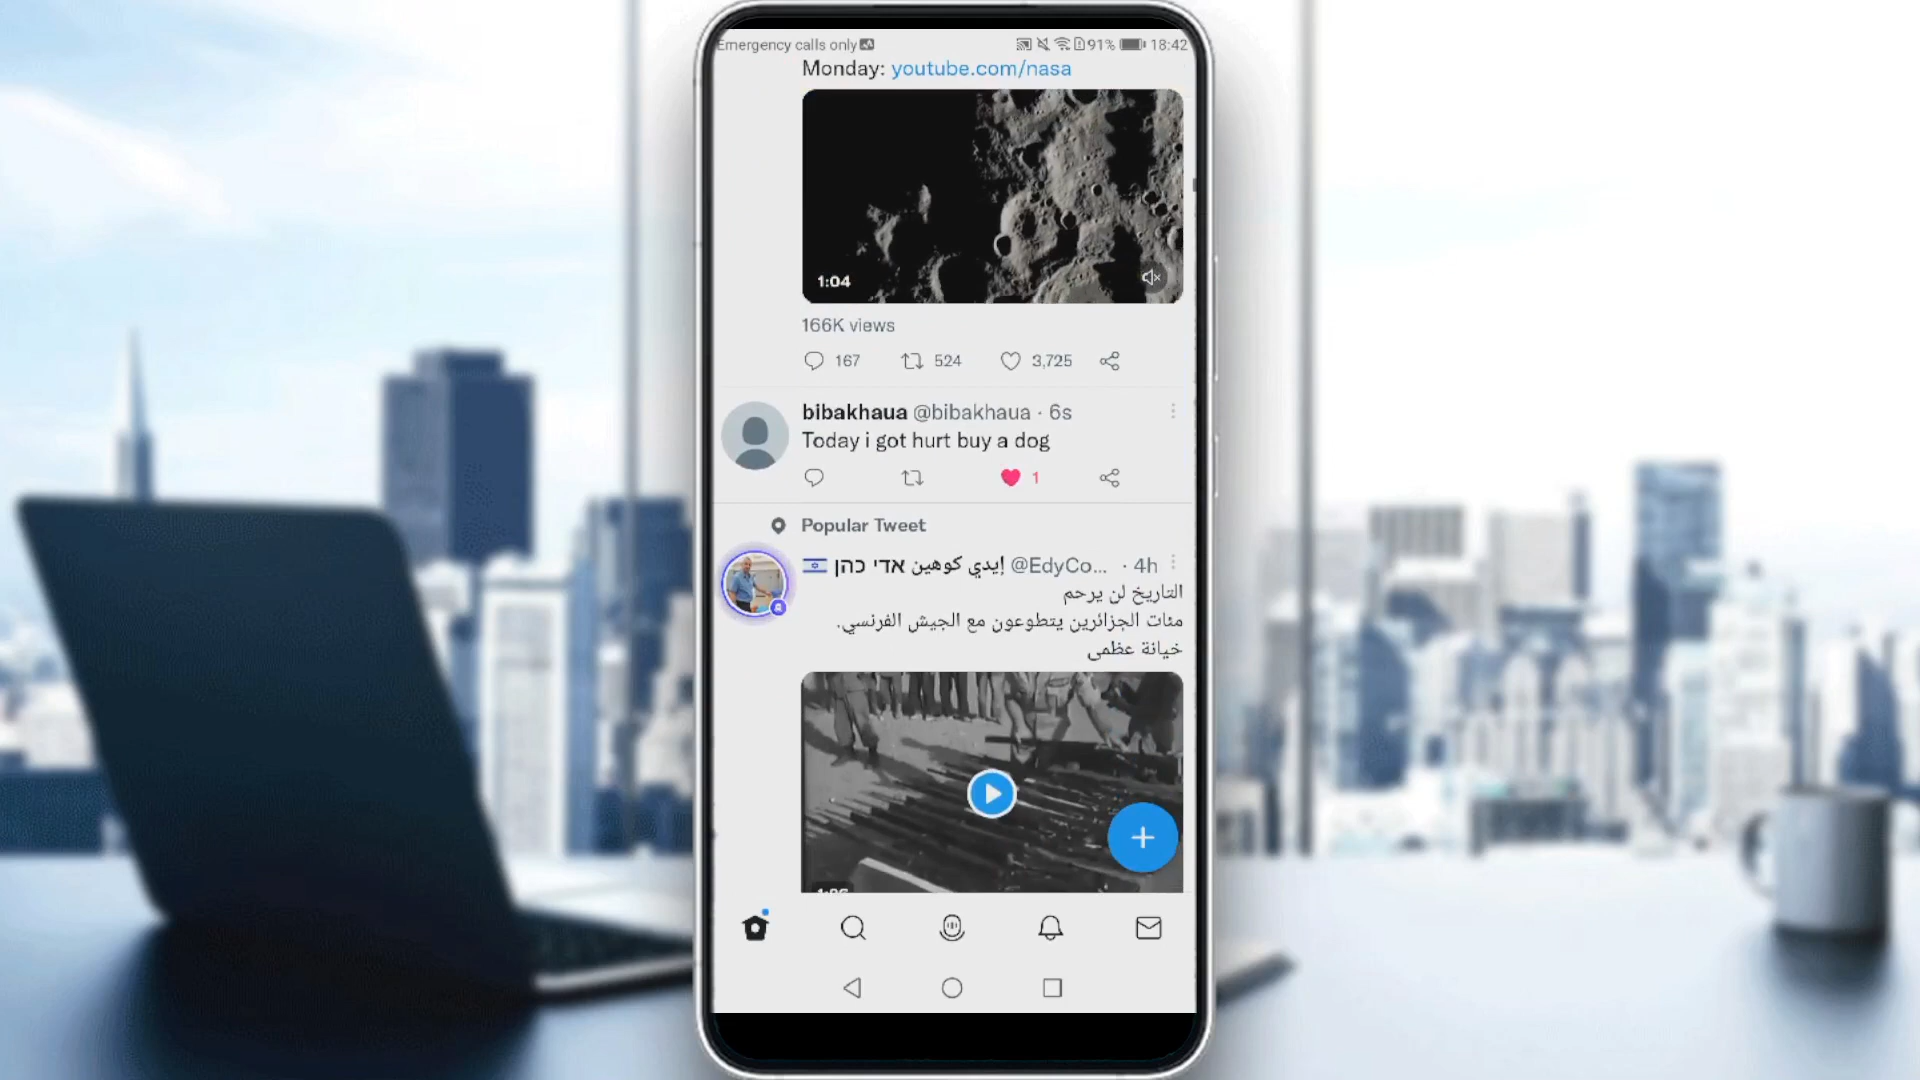 Emergency calls only 91% 18:42
Monday: youtube.com/nasa
1:04
166K views
167 524 3,725
bibakhaua @bibakhaua · 6s
Today i got hurt buy a dog
1
Popular Tweet
إيدي كوهين אדי כהן @EdyCo... · 4h
التاريخ لن يرحم
مئات الجزائرين يتطوعون مع الجيش الفرنسي.
خيانة عظمى